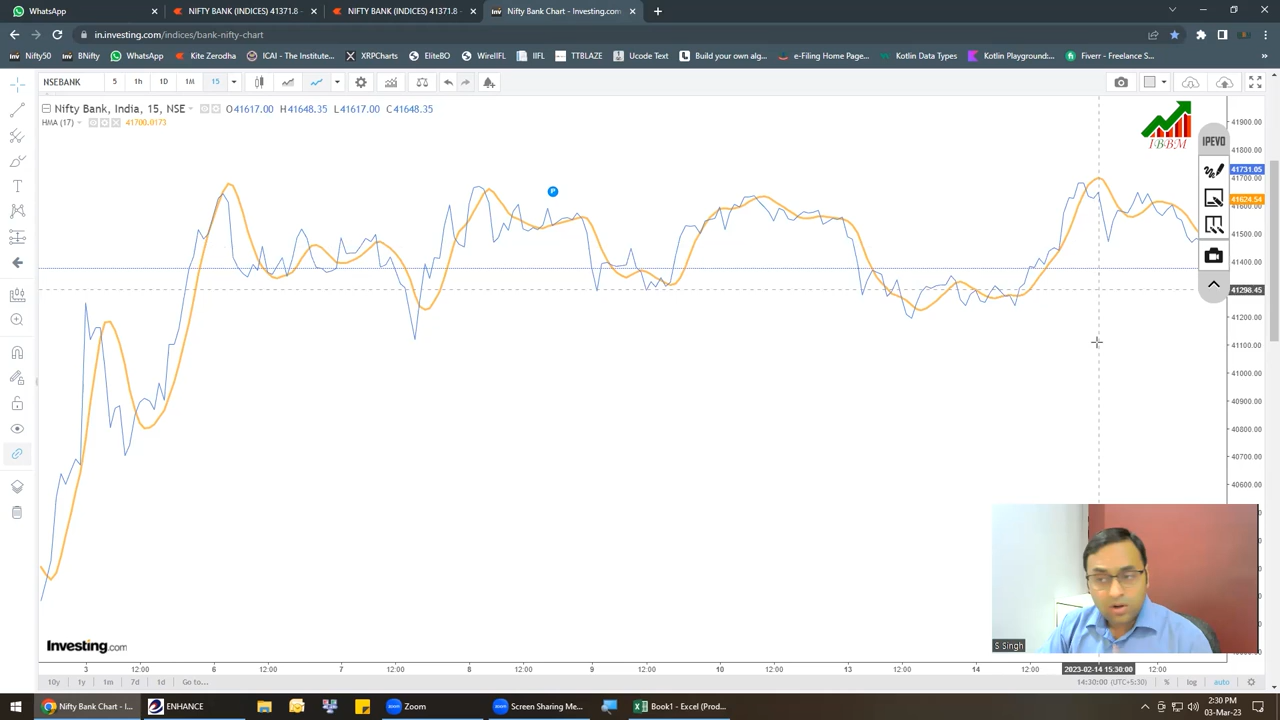 WhatsApp
NIFTY BANK (INDICES) 41371.8 -
NIFTY BANK (INDICES) 41371.8 -
Nifty Bank Chart - Investing.com
in.investing.com/indices/bank-nifty-chart
Nifty50
BNifty
WhatsApp
Kite Zerodha
ICAI - The Institute...
XRPCharts
EliteBO
WireIFL
IIFL
TTBLAZE
Ucode Text
Build your own alg...
e-Filing Home Page...
Kotlin Data Types
Kotlin Playground:...
Fiverr - Freelance S...
NSEBANK
5
1h
1D
1M
15
Nifty Bank, India, 15, NSE
O41617.00 H41648.35 L41617.00 C41648.35
HMA (17)
41700.0173
P
I-B-B-M
IPEVO
41900.00
41800.00
41731.05
41700.00
41624.54
41600.00
41500.00
41400.00
41298.45
41200.00
41100.00
41000.00
40900.00
40800.00
40700.00
40600.00
S Singh
Investing.com
3
12:00
6
12:00
7
12:00
8
12:00
9
12:00
10
12:00
13
12:00
14
12:00
2023-02-14 15:30:00
12:00
10y
1y
1m
7d
1d
Go to...
14:30:00 (UTC+5:30)
%
log
auto
Nifty Bank Chart - I...
ENHANCE
Zoom
Screen Sharing Me...
Book1 - Excel (Prod...
2:30 PM
03-Mar-23